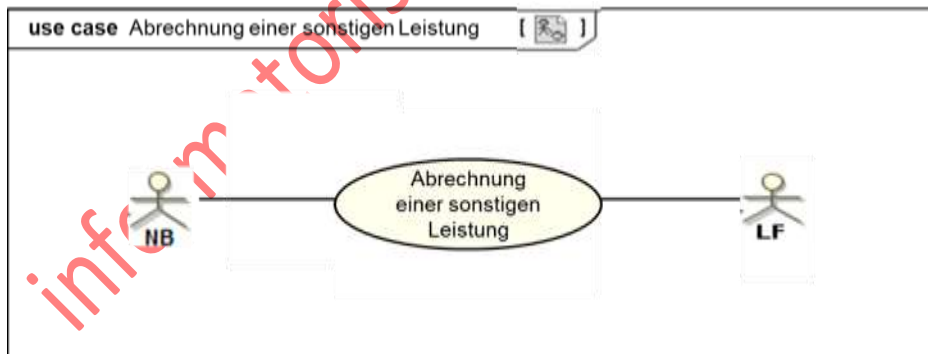 use case Abrechnung einer sonstigen Leistung [ ]
Abrechnung
einer sonstigen
Leistung
NB
LF